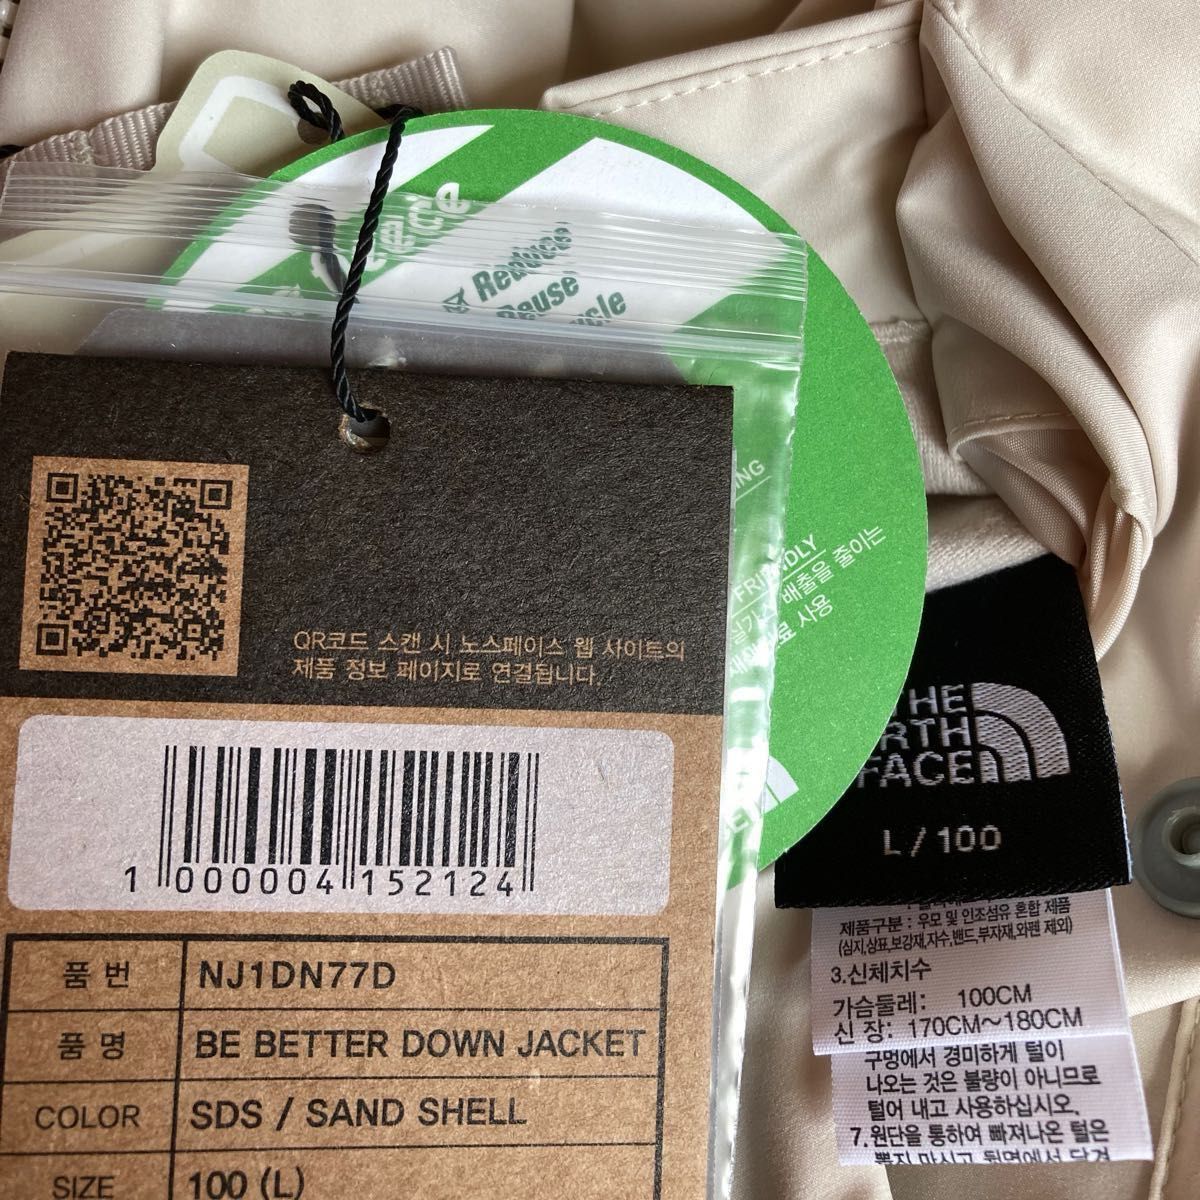 Reduce
Reuse
QR코드 스캔 시 노스페이스 웹 사이트의
제품 정보 페이지로 연결됩니다.
1 000004 152124
품 번 NJ1DN77D
품 명 BE BETTER DOWN JACKET
COLOR SDS / SAND SHELL
SIZE 100 (L)
배출을 줄이는
사용
THE
FACE
L / 100
제품구분 : 우모 및 인조섬유 혼합 제품
(심지,상표,보강재,자수,밴드,부자재,와펜 제외)
3.신체치수
가슴둘레: 100CM
신 장: 170CM~180CM
구멍에서 경미하게 털이
나오는 것은 불량이 아니므로
털어 내고 사용하십시오.
7.원단을 통하여 빠져나온 털은